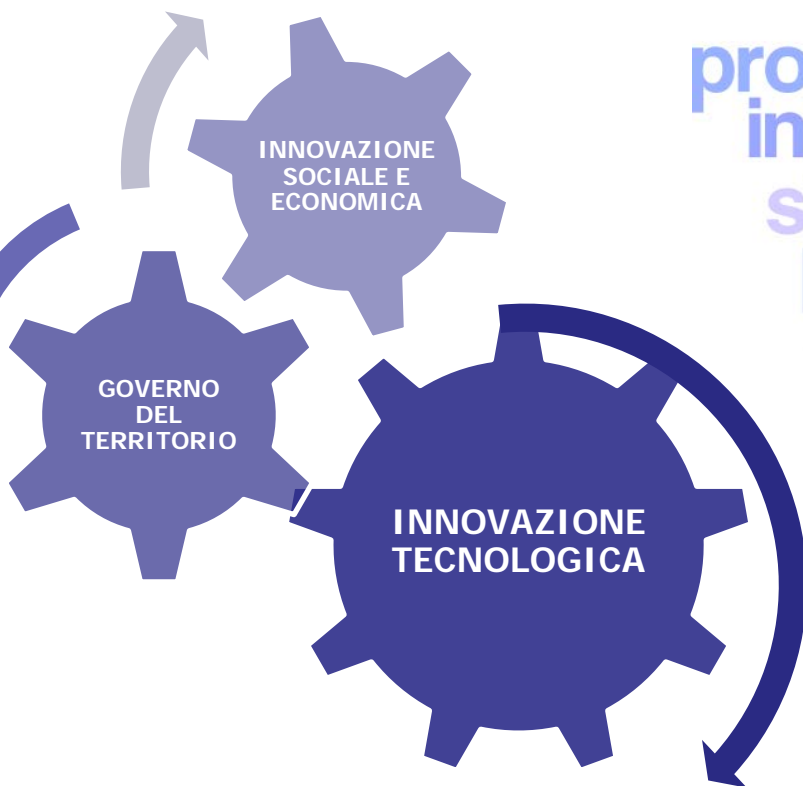 INNOVAZIONE
SOCIALE E
ECONOMICA
GOVERNO
DEL
TERRITORIO
INNOVAZIONE
TECNOLOGICA